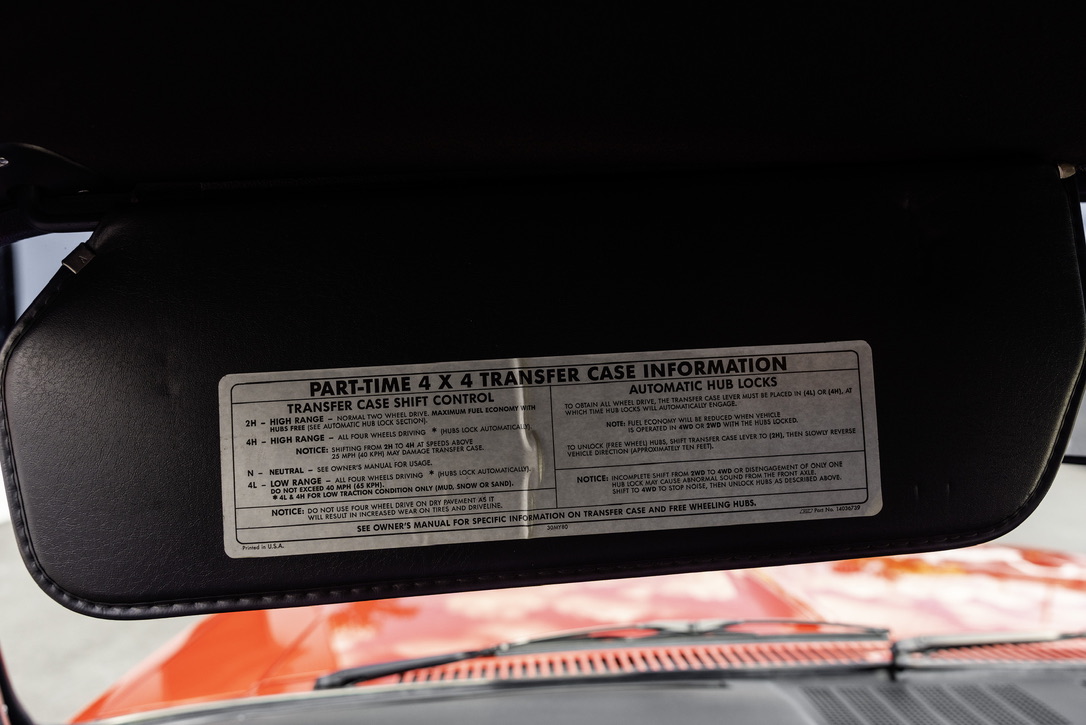 PART-TIME 4 X 4 TRANSFER CASE INFORMATION
TRANSFER CASE SHIFT CONTROL
2H – HIGH RANGE – NORMAL TWO WHEEL DRIVE. MAXIMUM FUEL ECONOMY WITH
HUBS FREE (SEE AUTOMATIC HUB LOCK SECTION).
4H – HIGH RANGE – ALL FOUR WHEELS DRIVING * (HUBS LOCK AUTOMATICALLY).
NOTICE: SHIFTING FROM 2H TO 4H AT SPEEDS ABOVE
25 MPH (40 KPH) MAY DAMAGE TRANSFER CASE.
N – NEUTRAL – SEE OWNER'S MANUAL FOR USAGE.
4L – LOW RANGE – ALL FOUR WHEELS DRIVING * (HUBS LOCK AUTOMATICALLY).
DO NOT EXCEED 40 MPH (65 KPH).
* 4L & 4H FOR LOW TRACTION CONDITION ONLY (MUD, SNOW OR SAND).
NOTICE: DO NOT USE FOUR WHEEL DRIVE ON DRY PAVEMENT AS IT
WILL RESULT IN INCREASED WEAR ON TIRES AND DRIVELINE.
AUTOMATIC HUB LOCKS
TO OBTAIN ALL WHEEL DRIVE, THE TRANSFER CASE LEVER MUST BE PLACED IN (4L) OR (4H), AT
WHICH TIME HUB LOCKS WILL AUTOMATICALLY ENGAGE.
NOTE: FUEL ECONOMY WILL BE REDUCED WHEN VEHICLE
IS OPERATED IN 4WD OR 2WD WITH THE HUBS LOCKED.
TO UNLOCK (FREE WHEEL) HUBS, SHIFT TRANSFER CASE LEVER TO (2H), THEN SLOWLY REVERSE
VEHICLE DIRECTION (APPROXIMATELY TEN FEET).
NOTICE: INCOMPLETE SHIFT FROM 2WD TO 4WD OR DISENGAGEMENT OF ONLY ONE
HUB LOCK MAY CAUSE ABNORMAL SOUND FROM THE FRONT AXLE.
SHIFT TO 4WD TO STOP NOISE, THEN UNLOCK HUBS AS DESCRIBED ABOVE.
SEE OWNER'S MANUAL FOR SPECIFIC INFORMATION ON TRANSFER CASE AND FREE WHEELING HUBS.
Printed in U.S.A.
30MY80
Part No. 14036739